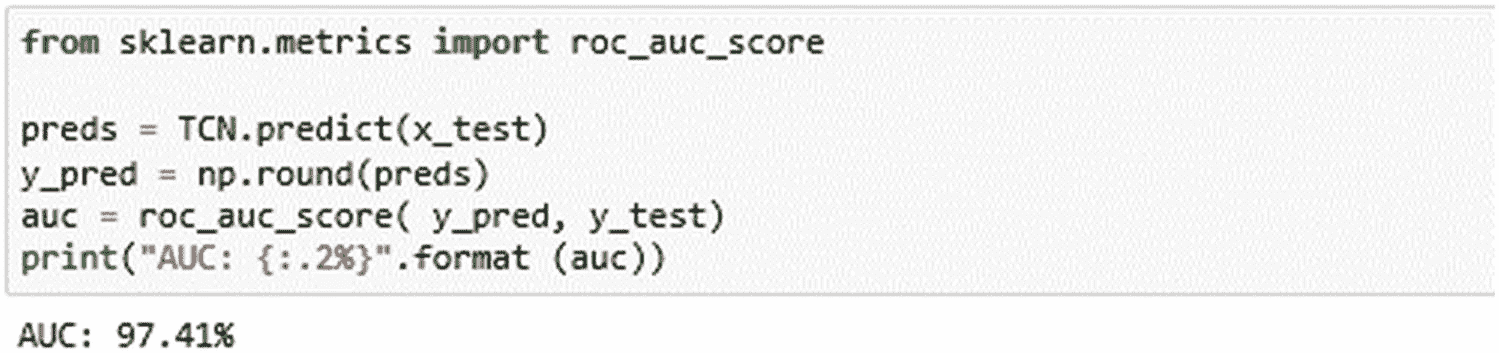 from sklearn.metrics import roc_auc_score
preds = TCN.predict(x_test)
y_pred = np.round(preds)
auc = roc_auc_score( y_pred, y_test)
print("AUC: {:.2%}".format (auc))
AUC: 97.41%